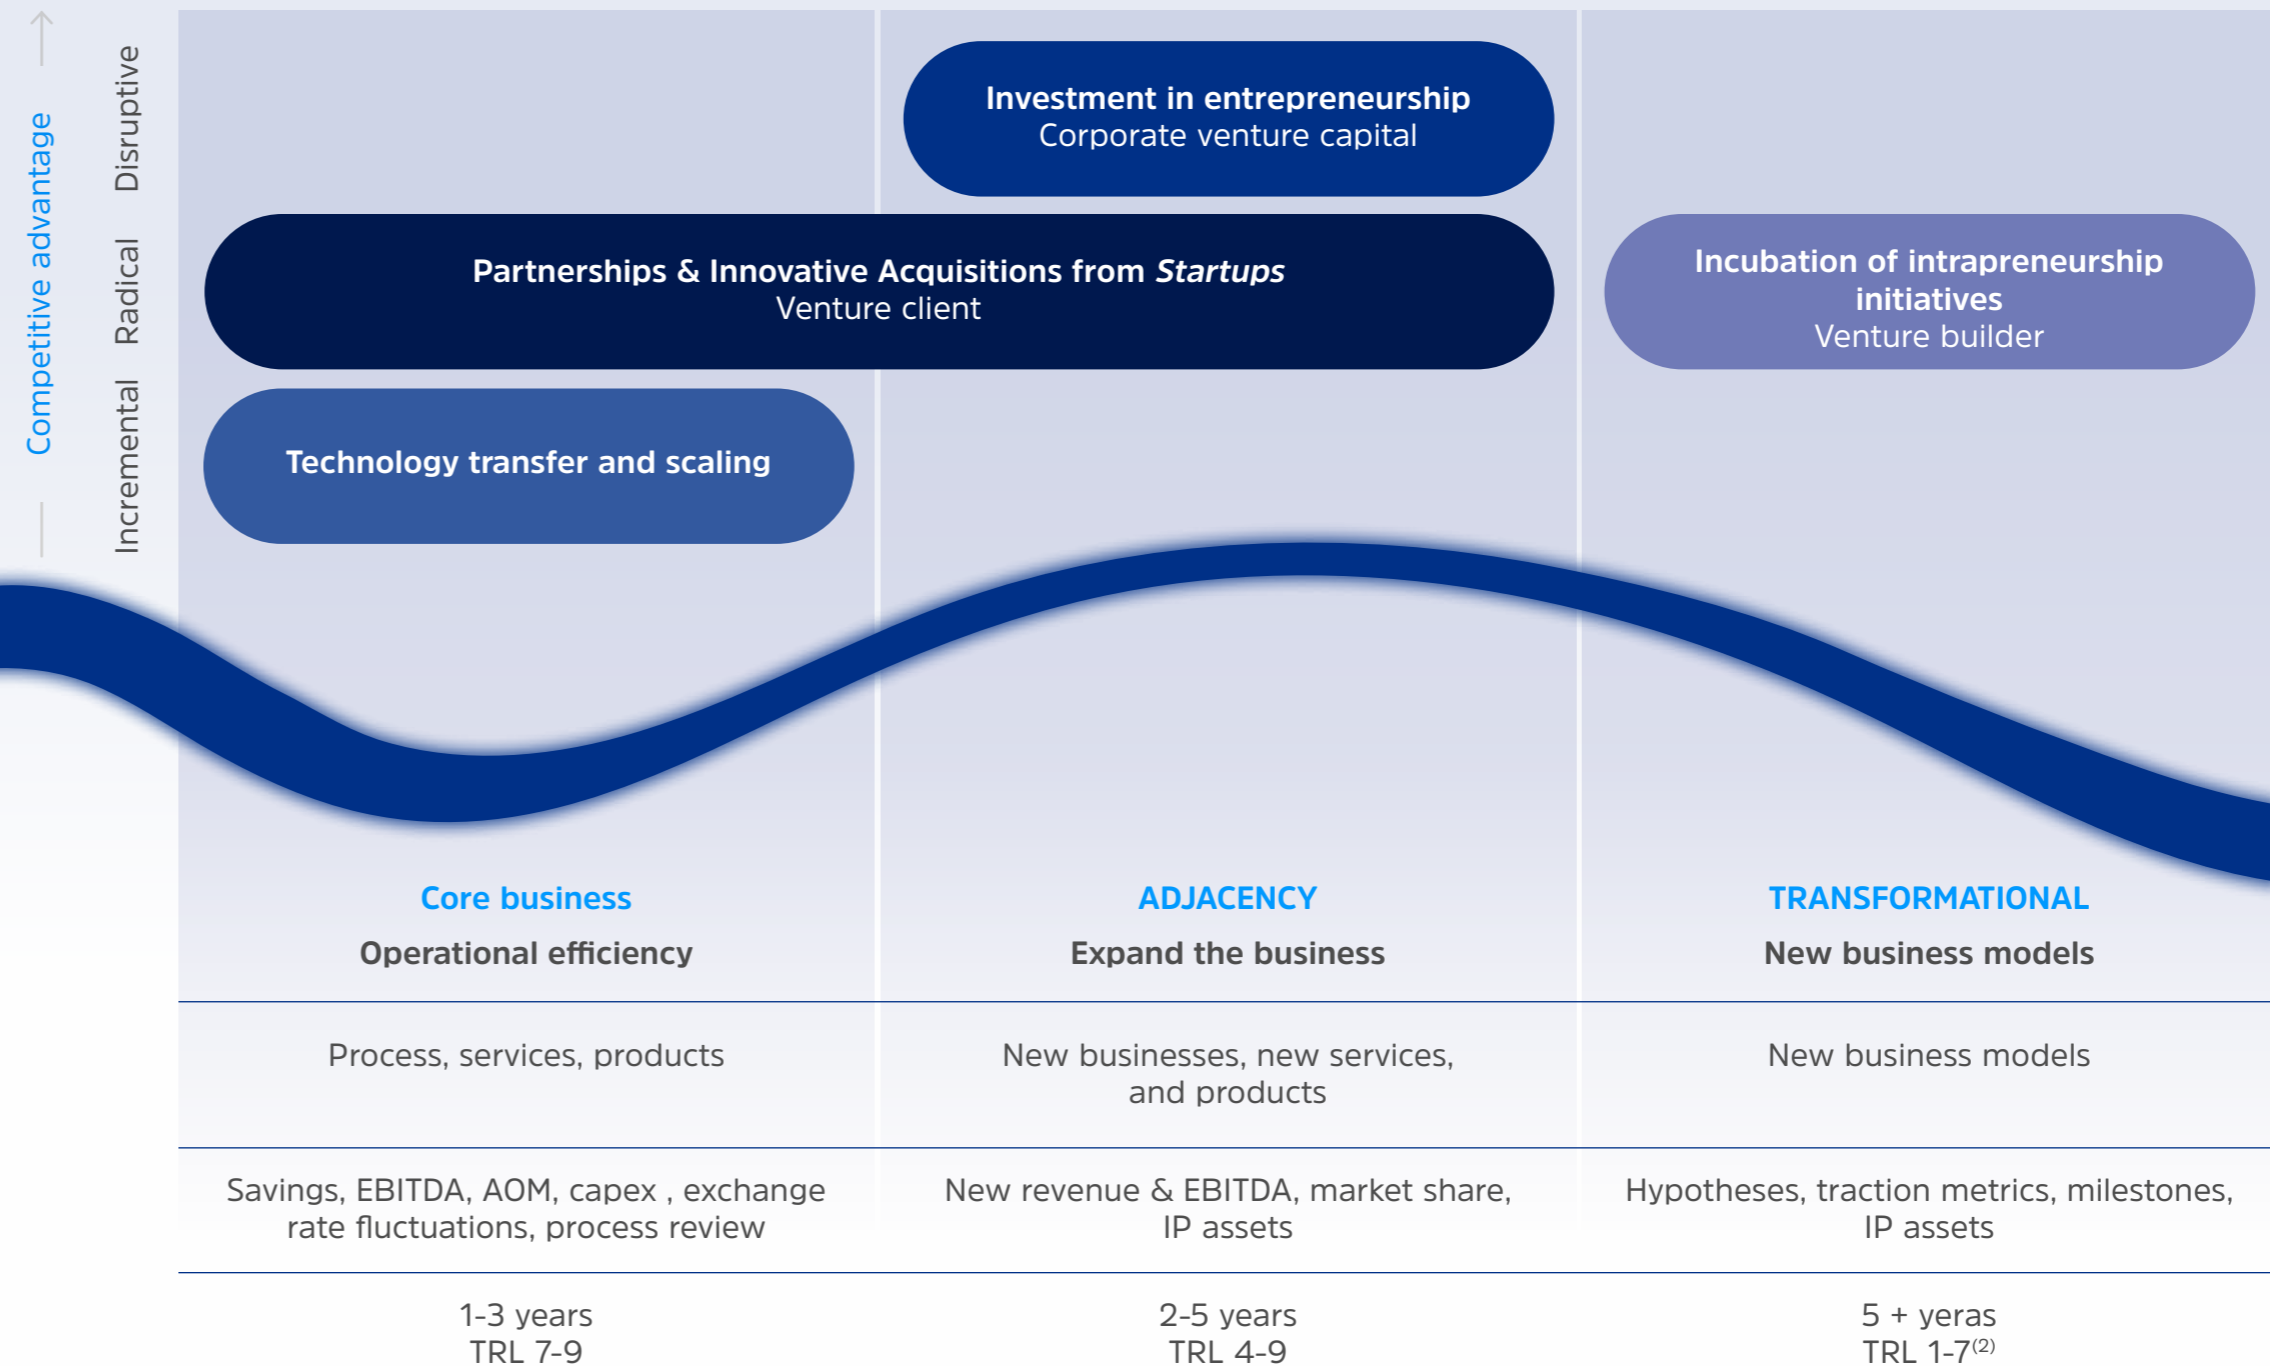 Competitive advantage
Disruptive
Radical
Incremental
Investment in entrepreneurship
Corporate venture capital
Partnerships & Innovative Acquisitions from Startups
Venture client
Incubation of intrapreneurship
initiatives
Venture builder
Technology transfer and scaling
Core business
Operational efficiency
ADJACENCY
Expand the business
TRANSFORMATIONAL
New business models
Process, services, products
New businesses, new services,
and products
New business models
Savings, EBITDA, AOM, capex , exchange
rate fluctuations, process review
New revenue & EBITDA, market share,
IP assets
Hypotheses, traction metrics, milestones,
IP assets
1-3 years
TRL 7-9
2-5 years
TRL 4-9
5 + yeras
TRL 1-7(2)